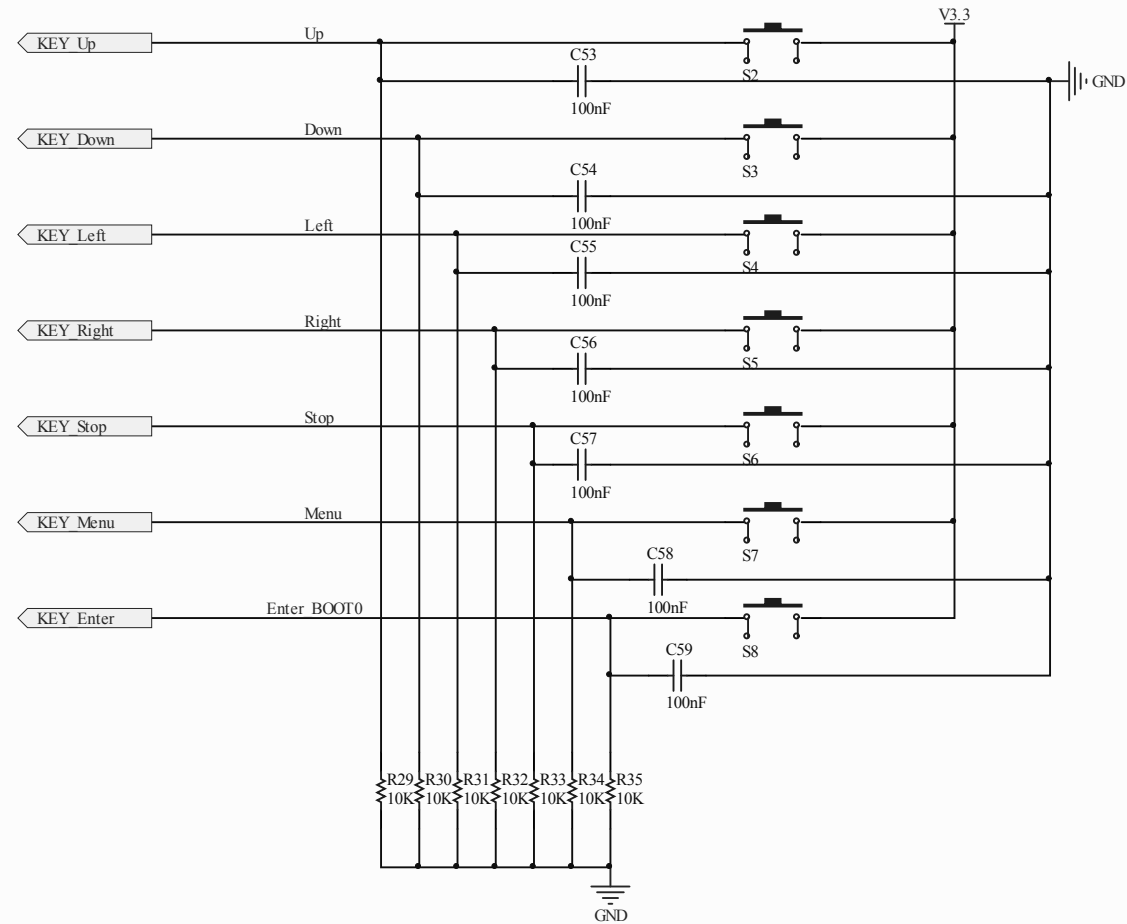 V3.3
KEY_Up Up
C53
S2
100nF
GND
KEY_Down Down
S3
C54
100nF
KEY_Left Left
C55
S4
100nF
KEY_Right Right
C56
S5
100nF
KEY_Stop Stop
C57
S6
100nF
KEY_Menu Menu
C58
S7
100nF
KEY_Enter Enter_BOOT0
C59
S8
100nF
R29 R30 R31 R32 R33 R34 R35
10K 10K 10K 10K 10K 10K 10K
GND